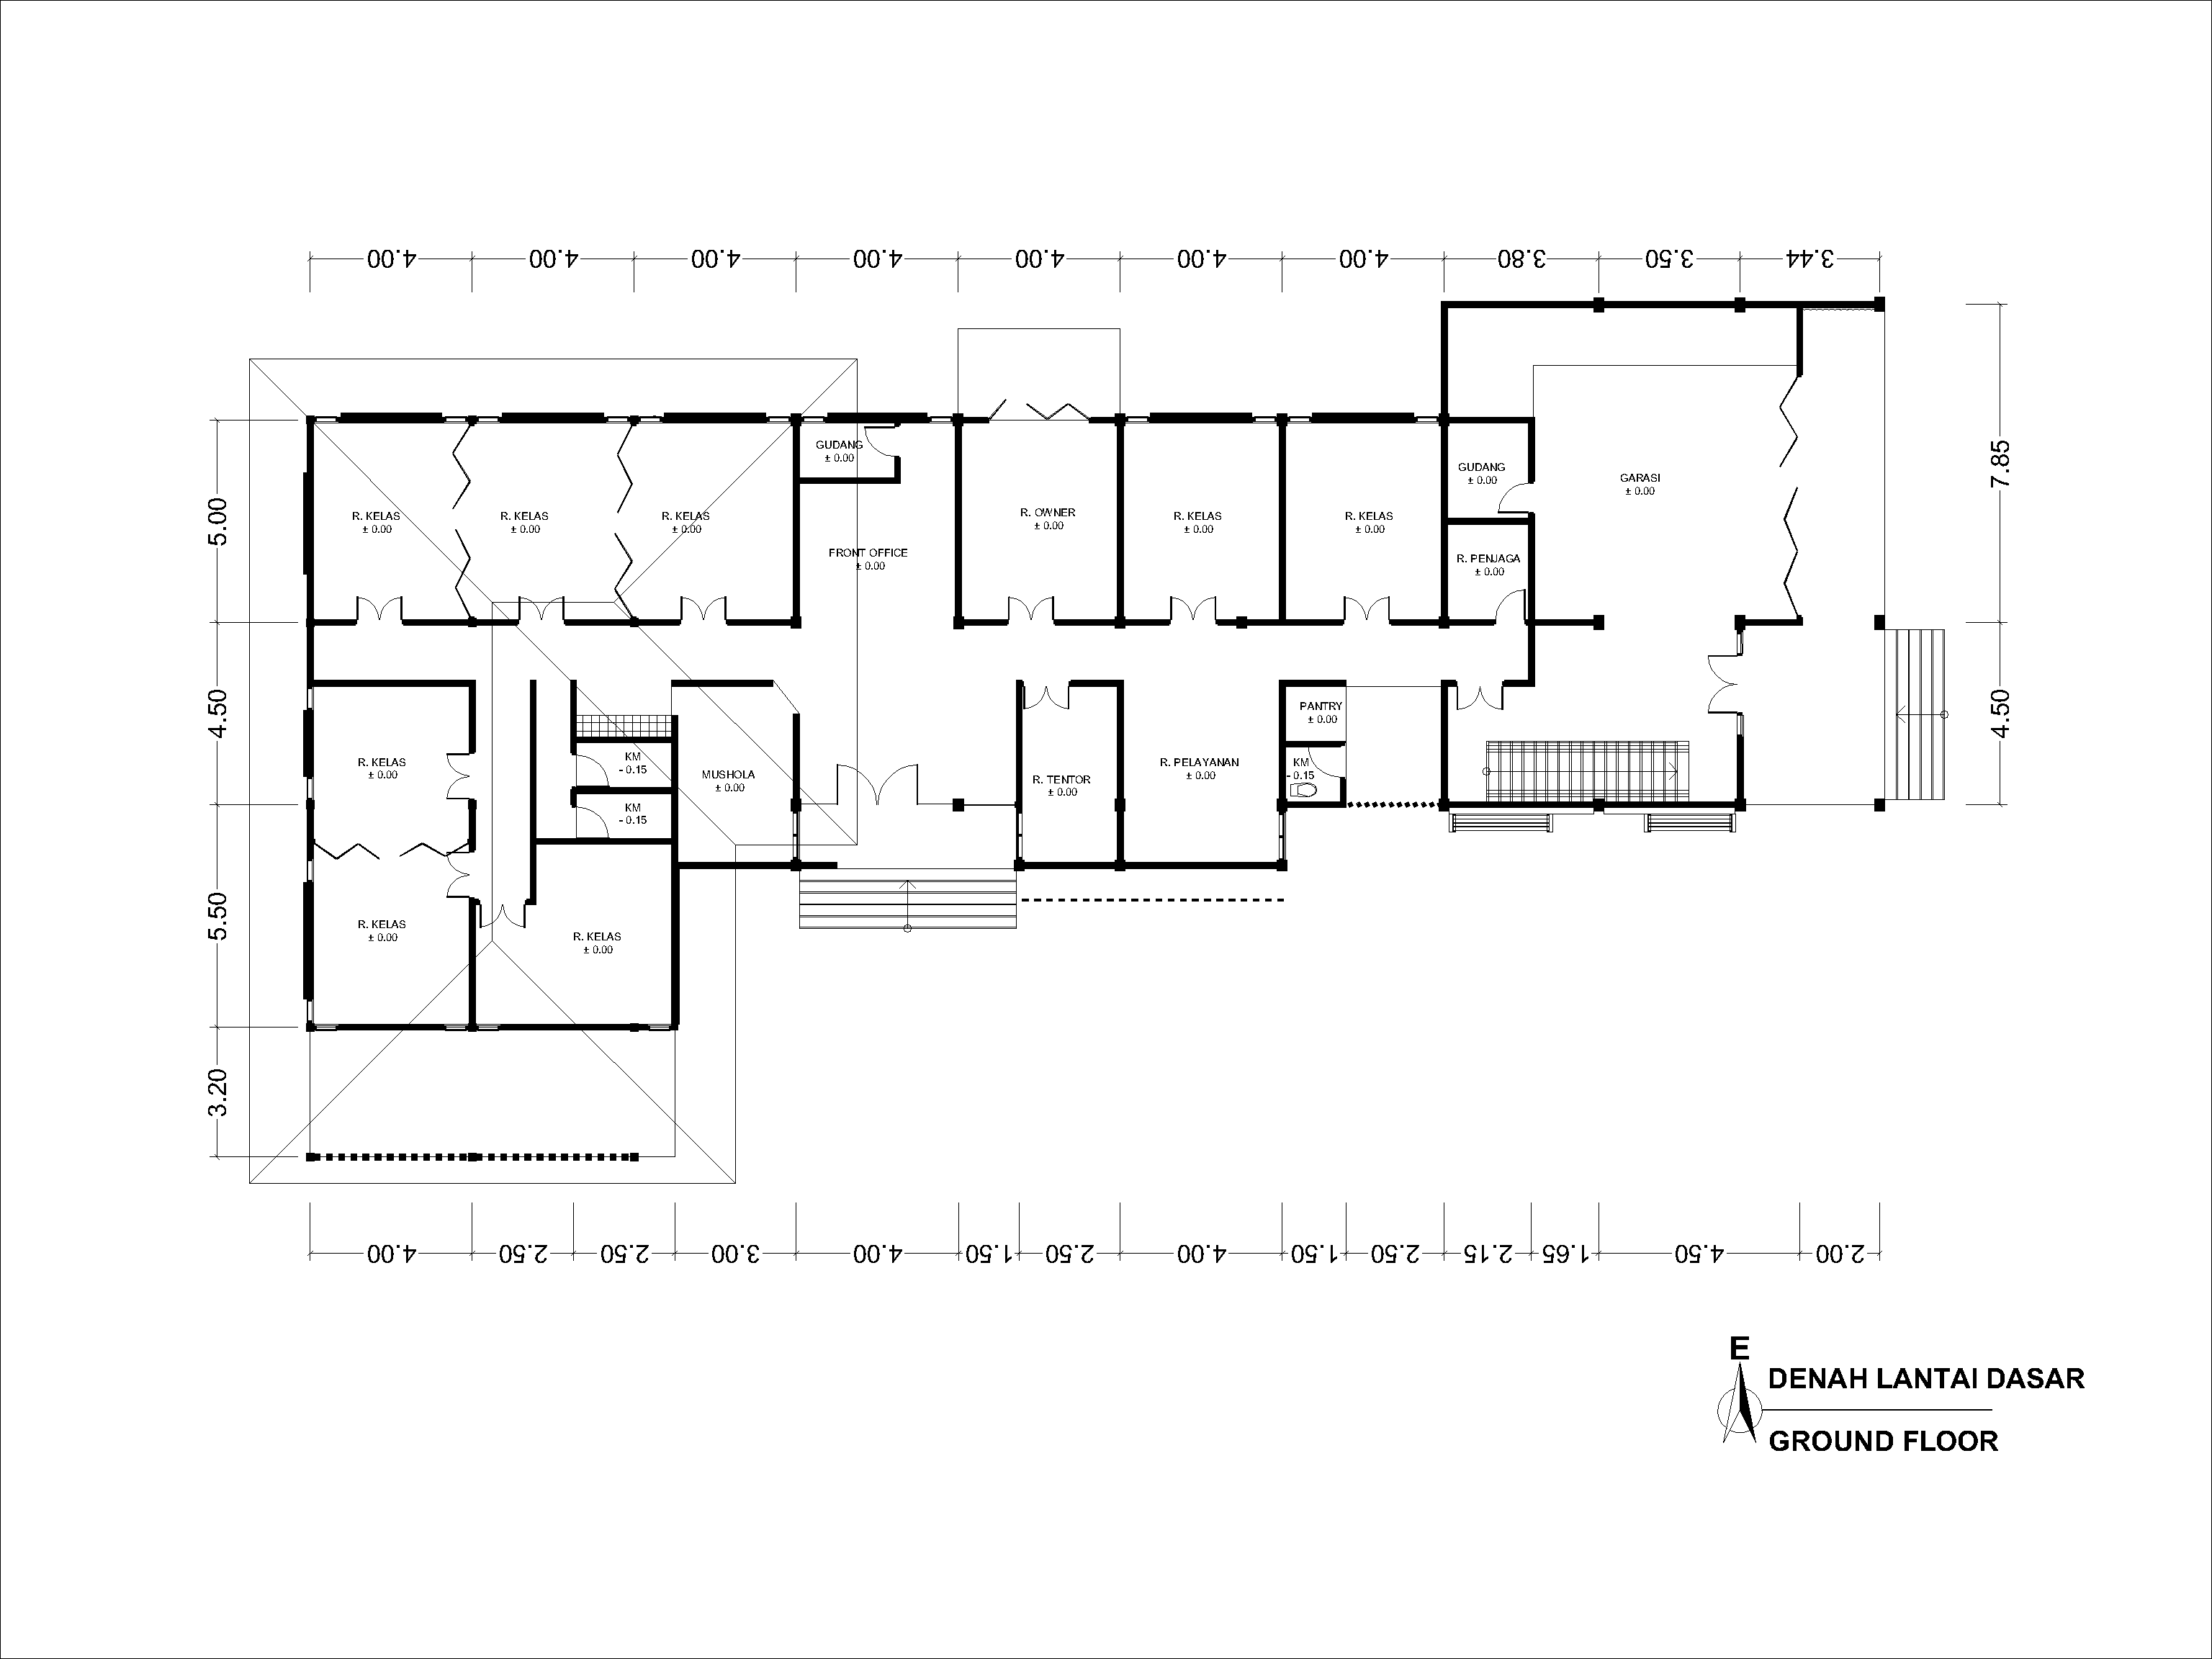 4.00 4.00 4.00 4.00 4.00 4.00 4.00 3.80 3.50 3.44
7.85
GUDANG
± 0.00
GUDANG
± 0.00
GARASI
± 0.00
5.00
R. KELAS
± 0.00
R. KELAS
± 0.00
R. KELAS
± 0.00
R. OWNER
± 0.00
R. KELAS
± 0.00
R. KELAS
± 0.00
FRONT OFFICE
± 0.00
R. PENJAGA
± 0.00
4.50
4.50
PANTRY
± 0.00
R. KELAS
± 0.00
KM
- 0.15
MUSHOLA
± 0.00
R. TENTOR
± 0.00
R. PELAYANAN
± 0.00
KM
- 0.15
KM
- 0.15
5.50
R. KELAS
± 0.00
R. KELAS
± 0.00
3.20
4.00 2.50 2.50 3.00 4.00 1.50 2.50 4.00 1.50 2.50 2.15 1.65 4.50 2.00
E
DENAH LANTAI DASAR
GROUND FLOOR